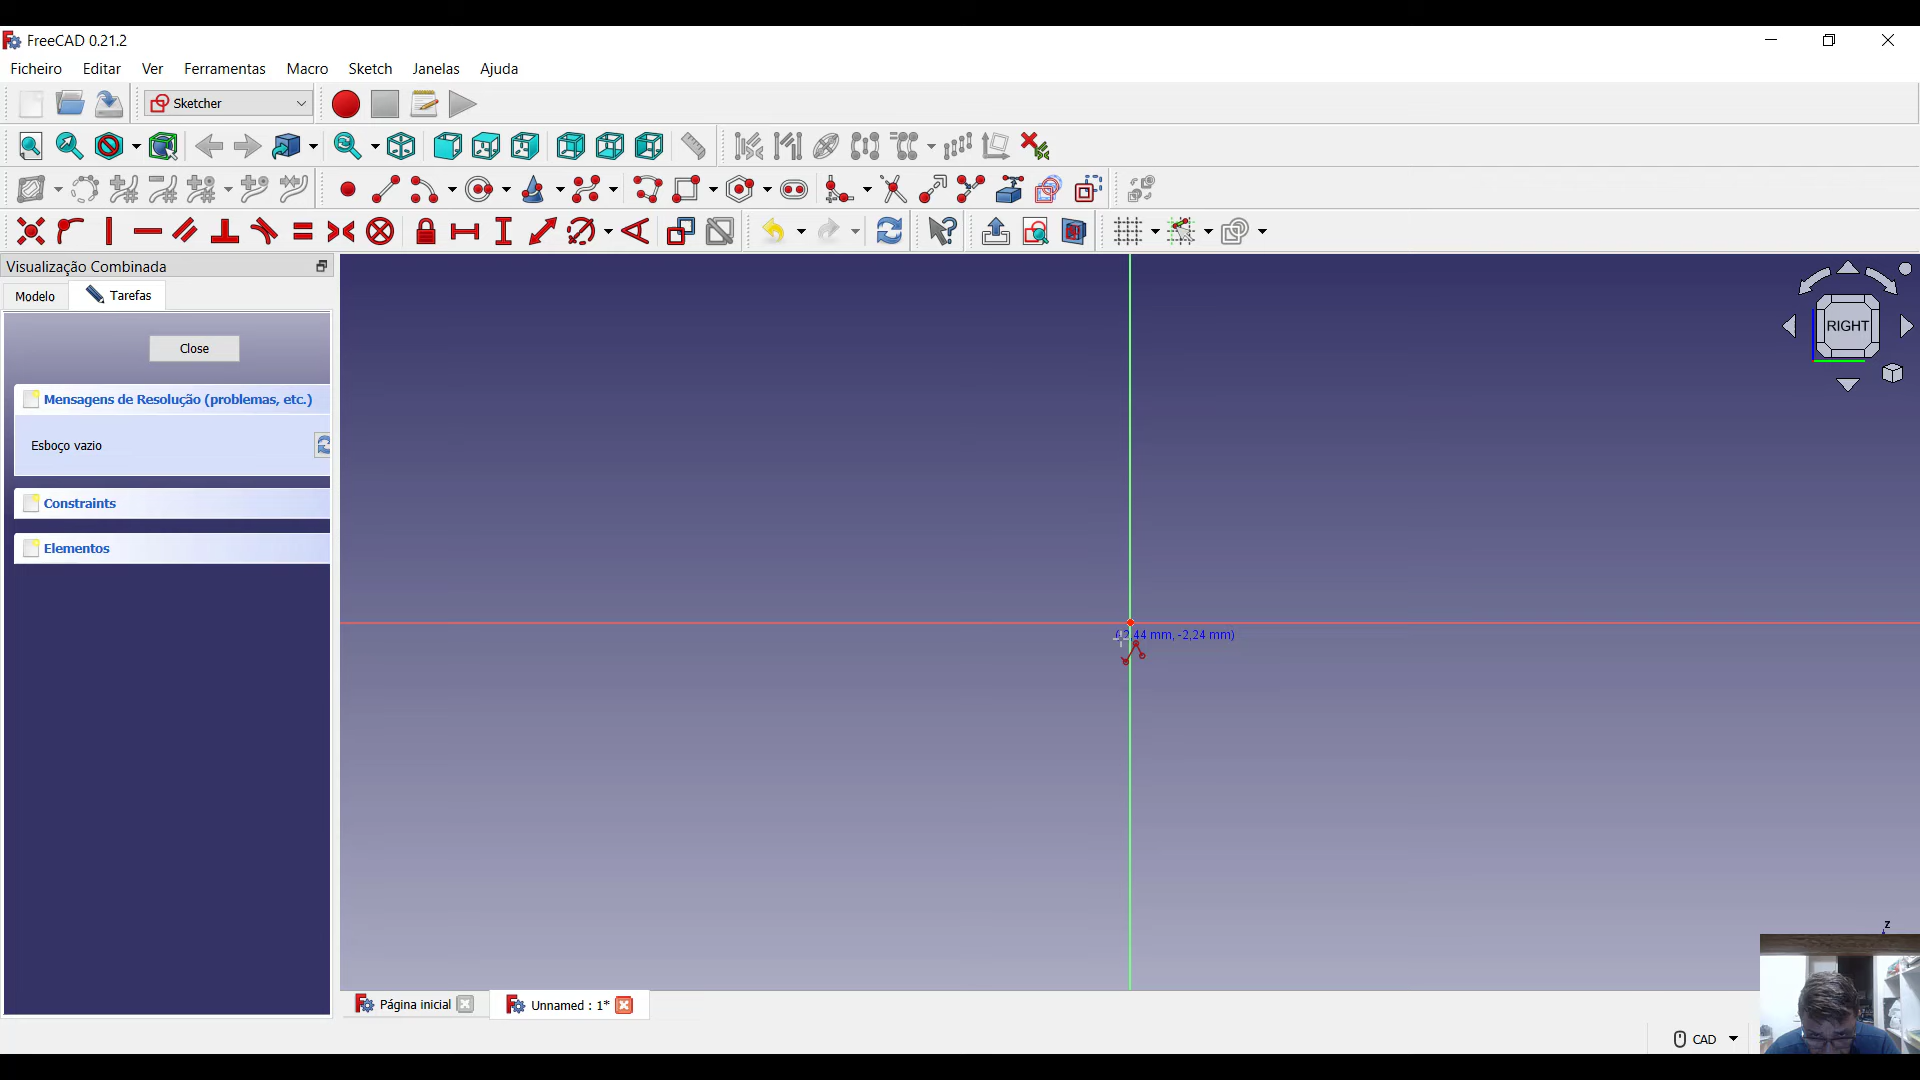 FreeCAD 0.21.2
Ficheiro Editar Ver Ferramentas Macro Sketch Janelas Ajuda
Sketcher
Visualização Combinada
Modelo Tarefas
RIGHT
Close
Mensagens de Resolução (problemas, etc.)
Esboço vazio
Constraints
Elementos
44 mm, -2,24 mm)
z
Página inicial Unnamed : 1*
CAD